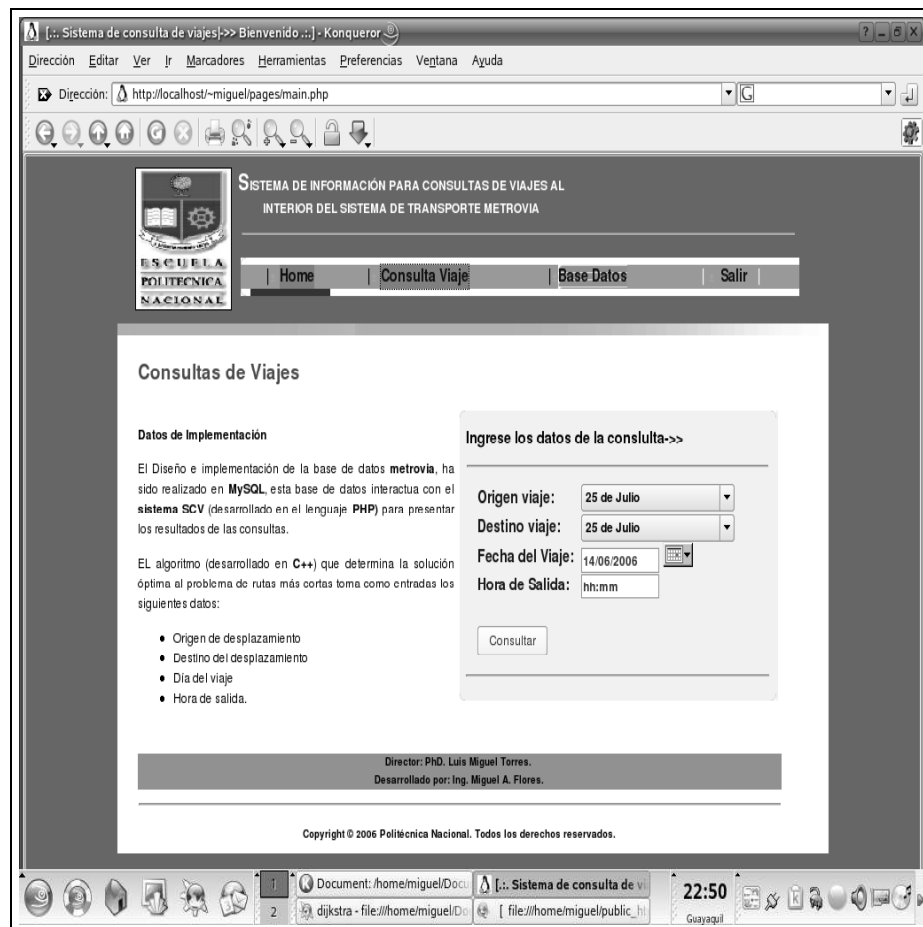 [.:. Sistema de consulta de viajes|->> Bienvenido .:.] - Konqueror
Dirección Editar Ver Ir Marcadores Herramientas Preferencias Ventana Ayuda
Dirección: http://localhost/~miguel/pages/main.php
SISTEMA DE INFORMACIÓN PARA CONSULTAS DE VIAJES AL
INTERIOR DEL SISTEMA DE TRANSPORTE METROVIA
ESCUELA
POLITECNICA
NACIONAL
| Home | Consulta Viaje | Base Datos | Salir |
Consultas de Viajes
Datos de Implementación
El Diseño e implementación de la base de datos metrovia, ha
sido realizado en MySQL, esta base de datos interactua con el
sistema SCV (desarrollado en el lenguaje PHP) para presentar
los resultados de las consultas.
EL algoritmo (desarrollado en C++) que determina la solución
óptima al problema de rutas más cortas toma como entradas los
siguientes datos:
• Origen de desplazamiento
• Destino del desplazamiento
• Día del viaje
• Hora de salida.
Ingrese los datos de la conslulta->>
Origen viaje: 25 de Julio
Destino viaje: 25 de Julio
Fecha del Viaje: 14/06/2006
Hora de Salida: hh:mm
Consultar
Director: PhD. Luis Miguel Torres.
Desarrollado por: Ing. Miguel A. Flores.
Copyright © 2006 Politécnica Nacional. Todos los derechos reservados.
1 Document: /home/miguel/Docu [.:. Sistema de consulta de vi 22:50
2 dijkstra - file:///home/miguel/Do [ file:///home/miguel/public_h Guayaquil